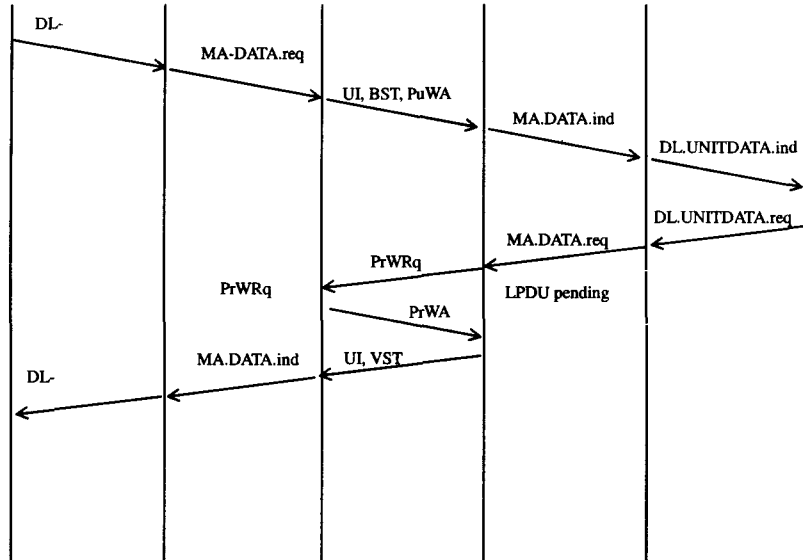 DL-
MA-DATA.req
UI, BST, PuWA
MA.DATA.ind
DL.UNITDATA.ind
DL.UNITDATA.req
MA.DATA.req
PrWRq
PrWRq
LPDU pending
PrWA
UI, VST
MA.DATA.ind
DL-